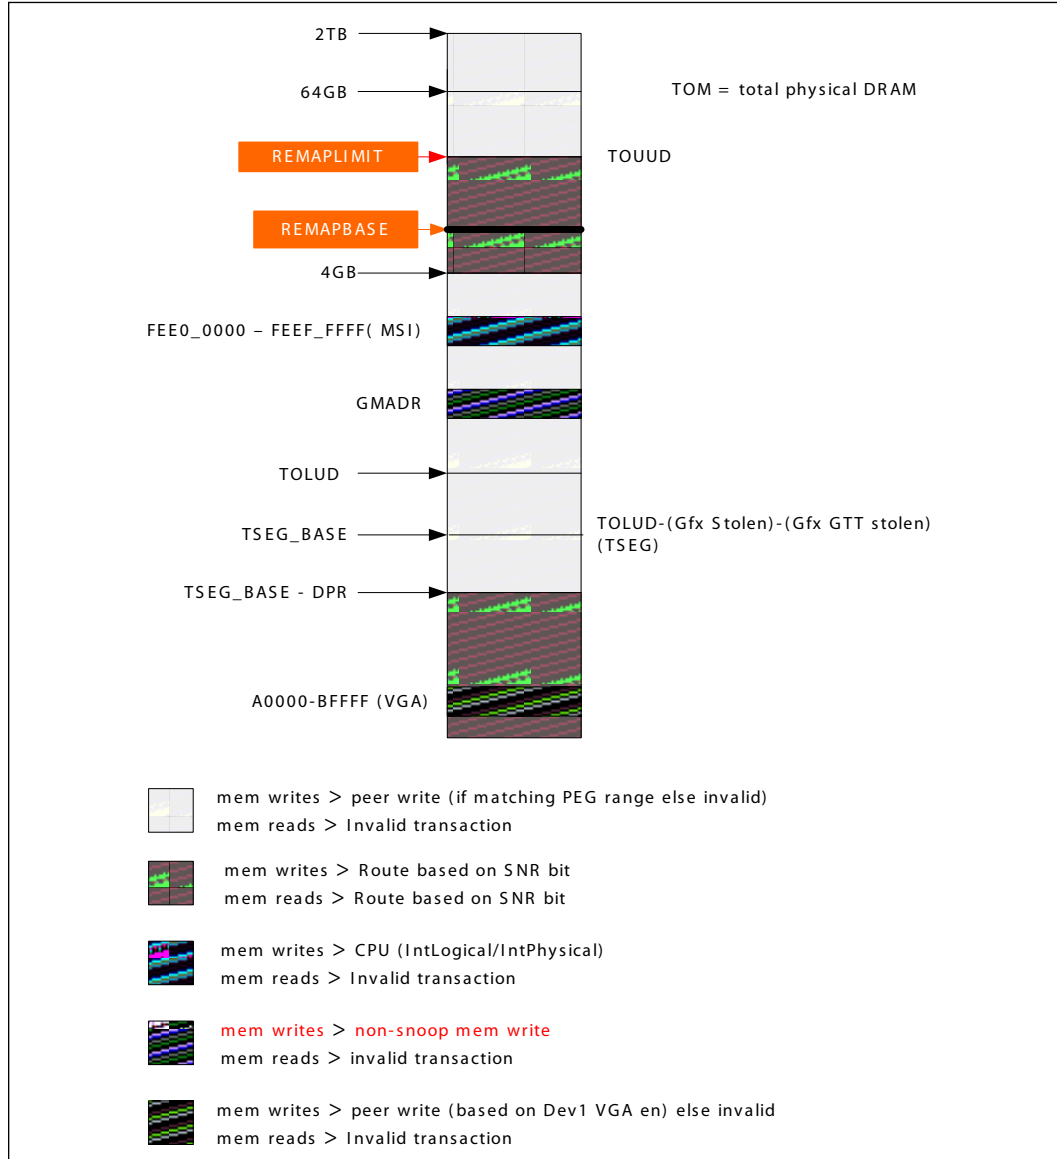 2TB
64GB
TOM = total physical DRAM
REMAPLIMIT
TOUUD
REMAPBASE
4GB
FEE0_0000 – FEEF_FFFF( MSI)
GMADR
TOLUD
TSEG_BASE
TOLUD-(Gfx Stolen)-(Gfx GTT stolen)
(TSEG)
TSEG_BASE - DPR
A0000-BFFFF (VGA)
mem writes > peer write (if matching PEG range else invalid)
mem reads > Invalid transaction
mem writes > Route based on SNR bit
mem reads > Route based on SNR bit
mem writes > CPU (IntLogical/IntPhysical)
mem reads > Invalid transaction
mem writes > non-snoop mem write
mem reads > invalid transaction
mem writes > peer write (based on Dev1 VGA en) else invalid
mem reads > Invalid transaction